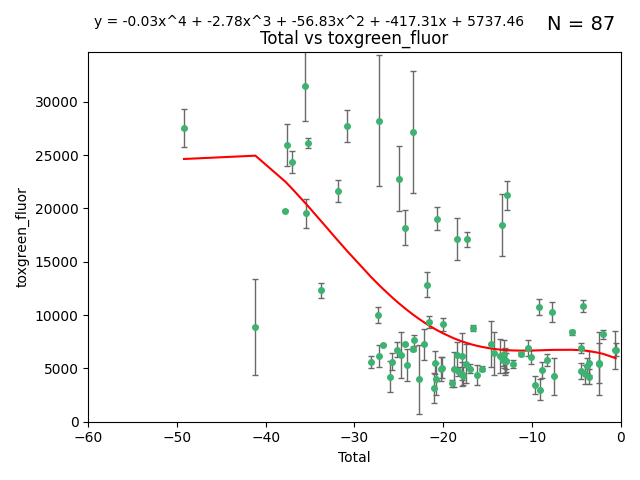 y = -0.03x^4 + -2.78x^3 + -56.83x^2 + -417.31x + 5737.46
N = 87
Total vs toxgreen_fluor
30000
25000
20000
15000
10000
5000
0
toxgreen_fluor
−60
−50
−40
−30
−20
−10
0
Total